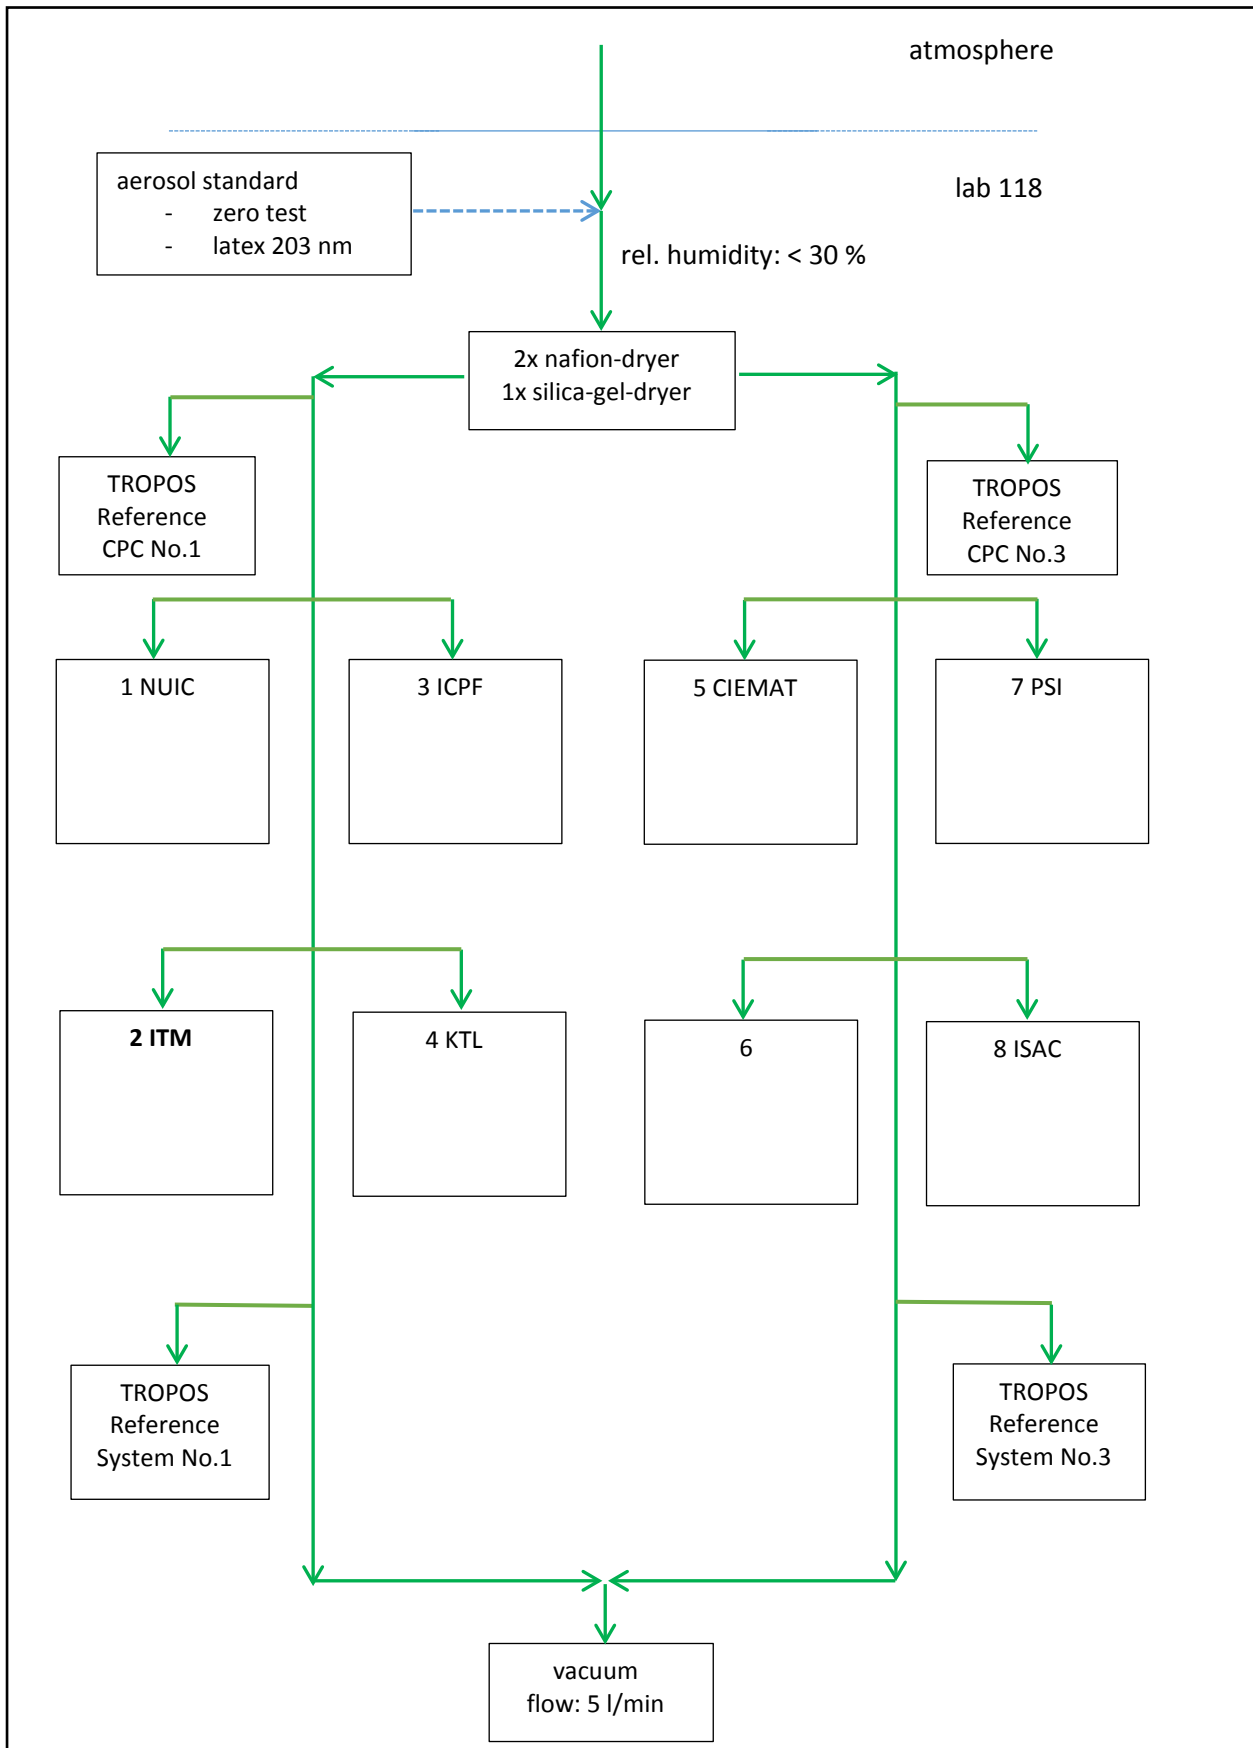 atmosphere
aerosol standard
- zero test
- latex 203 nm
lab 118
rel. humidity: < 30 %
2x nafion-dryer
1x silica-gel-dryer
TROPOS
Reference
CPC No.1
TROPOS
Reference
CPC No.3
1 NUIC
3 ICPF
5 CIEMAT
7 PSI
2 ITM
4 KTL
6
8 ISAC
TROPOS
Reference
System No.1
TROPOS
Reference
System No.3
vacuum
flow: 5 l/min